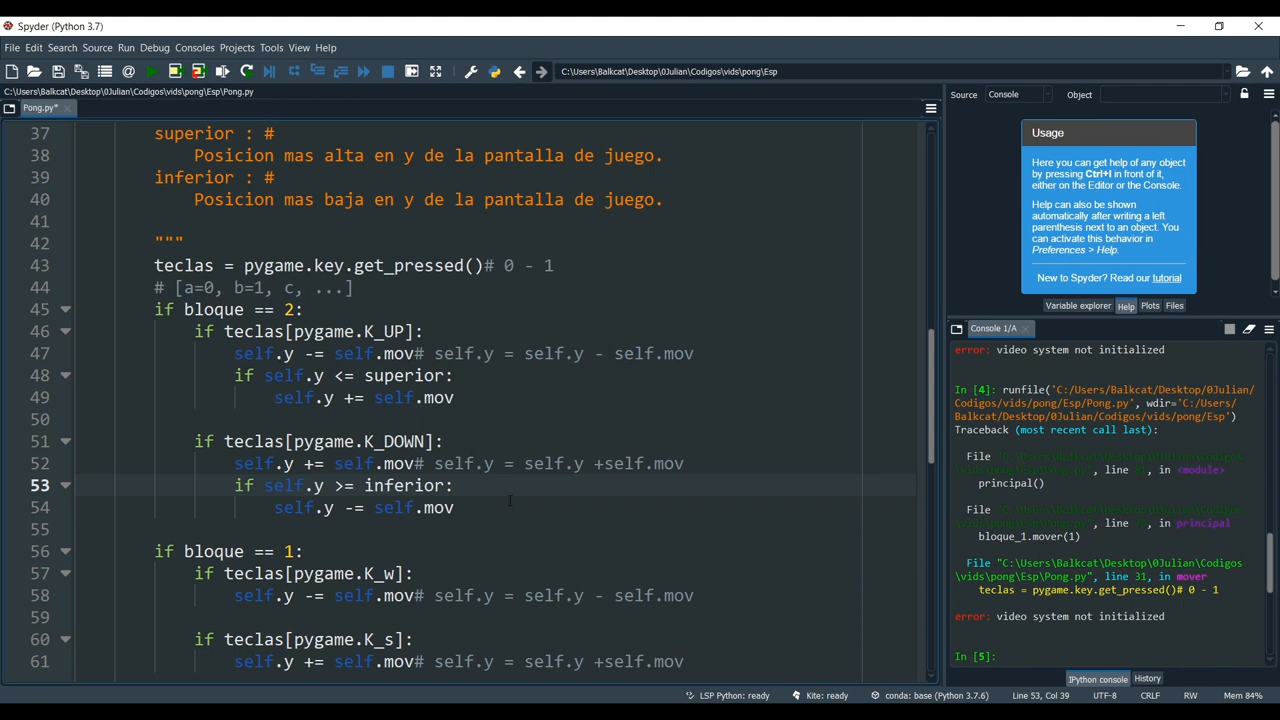 Spyder (Python 3.7)
File Edit Search Source Run Debug Consoles Projects Tools View Help
C:\Users\Balkcat\Desktop\0Julian\Codigos\vids\pong\Esp
C:\Users\Balkcat\Desktop\0Julian\Codigos\vids\pong\Esp\Pong.py
Pong.py*
37 superior : #
38 Posicion mas alta en y de la pantalla de juego.
39 inferior : #
40 Posicion mas baja en y de la pantalla de juego.
41
42 """
43 teclas = pygame.key.get_pressed()# 0 - 1
44 # [a=0, b=1, c, ...]
45 if bloque == 2:
46 if teclas[pygame.K_UP]:
47 self.y -= self.mov# self.y = self.y - self.mov
48 if self.y <= superior:
49 self.y += self.mov
50
51 if teclas[pygame.K_DOWN]:
52 self.y += self.mov# self.y = self.y +self.mov
53 if self.y >= inferior:
54 self.y -= self.mov
55
56 if bloque == 1:
57 if teclas[pygame.K_w]:
58 self.y -= self.mov# self.y = self.y - self.mov
59
60 if teclas[pygame.K_s]:
61 self.y += self.mov# self.y = self.y +self.mov
Source Console Object
Usage
Here you can get help of any object
by pressing Ctrl+I in front of it,
either on the Editor or the Console.
Help can also be shown
automatically after writing a left
parenthesis next to an object. You
can activate this behavior in
Preferences > Help.
New to Spyder? Read our tutorial
Variable explorer Help Plots Files
Console 1/A
error: video system not initialized
In [4]: runfile('C:/Users/Balkcat/Desktop/0Julian/
Codigos/vids/pong/Esp/Pong.py', wdir='C:/Users/
Balkcat/Desktop/0Julian/Codigos/vids/pong/Esp')
Traceback (most recent call last):
File
line in <module>
principal()
File
line in principal
bloque_1.mover(1)
File "C:\Users\Balkcat\Desktop\0Julian\Codigos
\vids\pong\Esp\Pong.py", line 31, in mover
teclas = pygame.key.get_pressed()# 0 - 1
error: video system not initialized
In [5]:
IPython console History
LSP Python: ready Kite: ready conda: base (Python 3.7.6) Line 53, Col 39 UTF-8 CRLF RW Mem 84%